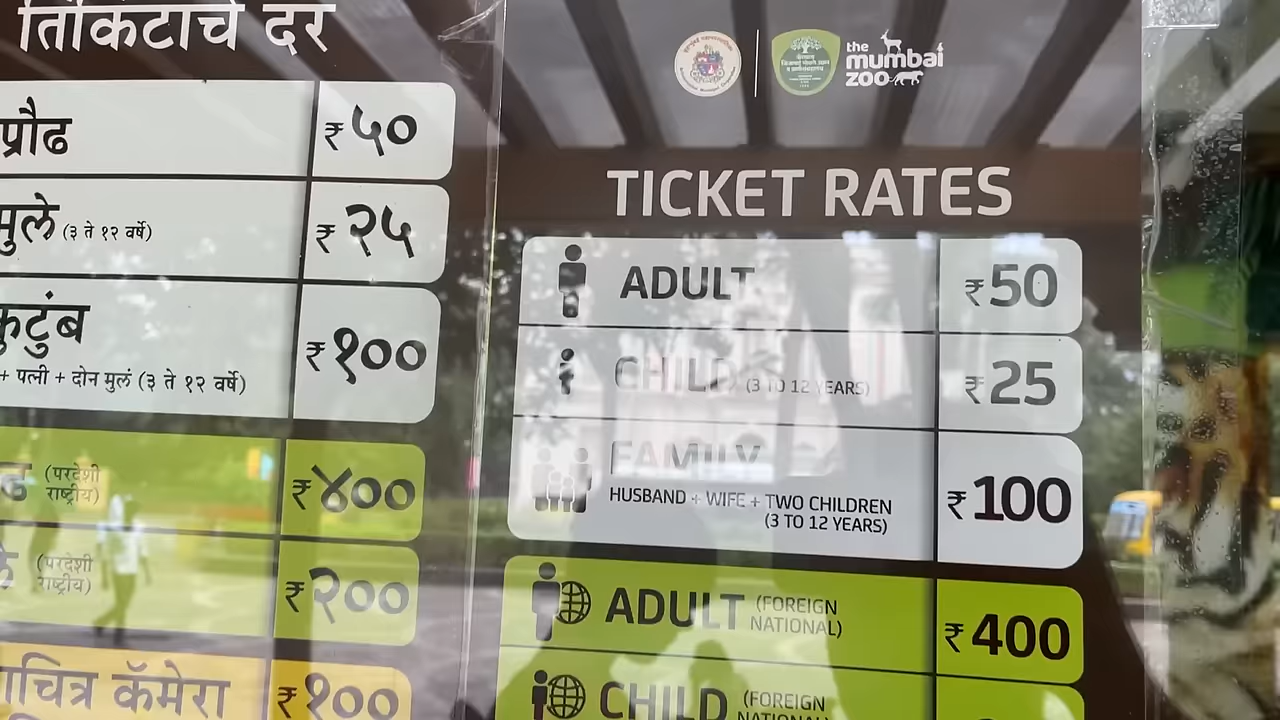 तिकिटाचे दर
प्रौढ
₹५०
मुले (३ ते १२ वर्षे)
₹२५
कुटुंब
+ पत्नी + दोन मुलं (३ ते १२ वर्षे)
₹१००
(परदेशी
राष्ट्रीय)
₹४००
(परदेशी
राष्ट्रीय)
₹२००
कॅमेरा
₹१००
the
mumbai
zoo
TICKET RATES
ADULT
₹50
CHILD (3 TO 12 YEARS)
₹25
FAMILY
HUSBAND + WIFE + TWO CHILDREN
(3 TO 12 YEARS)
₹100
ADULT (FOREIGN
NATIONAL)
₹400
CHILD (FOREIGN
NATIONAL)